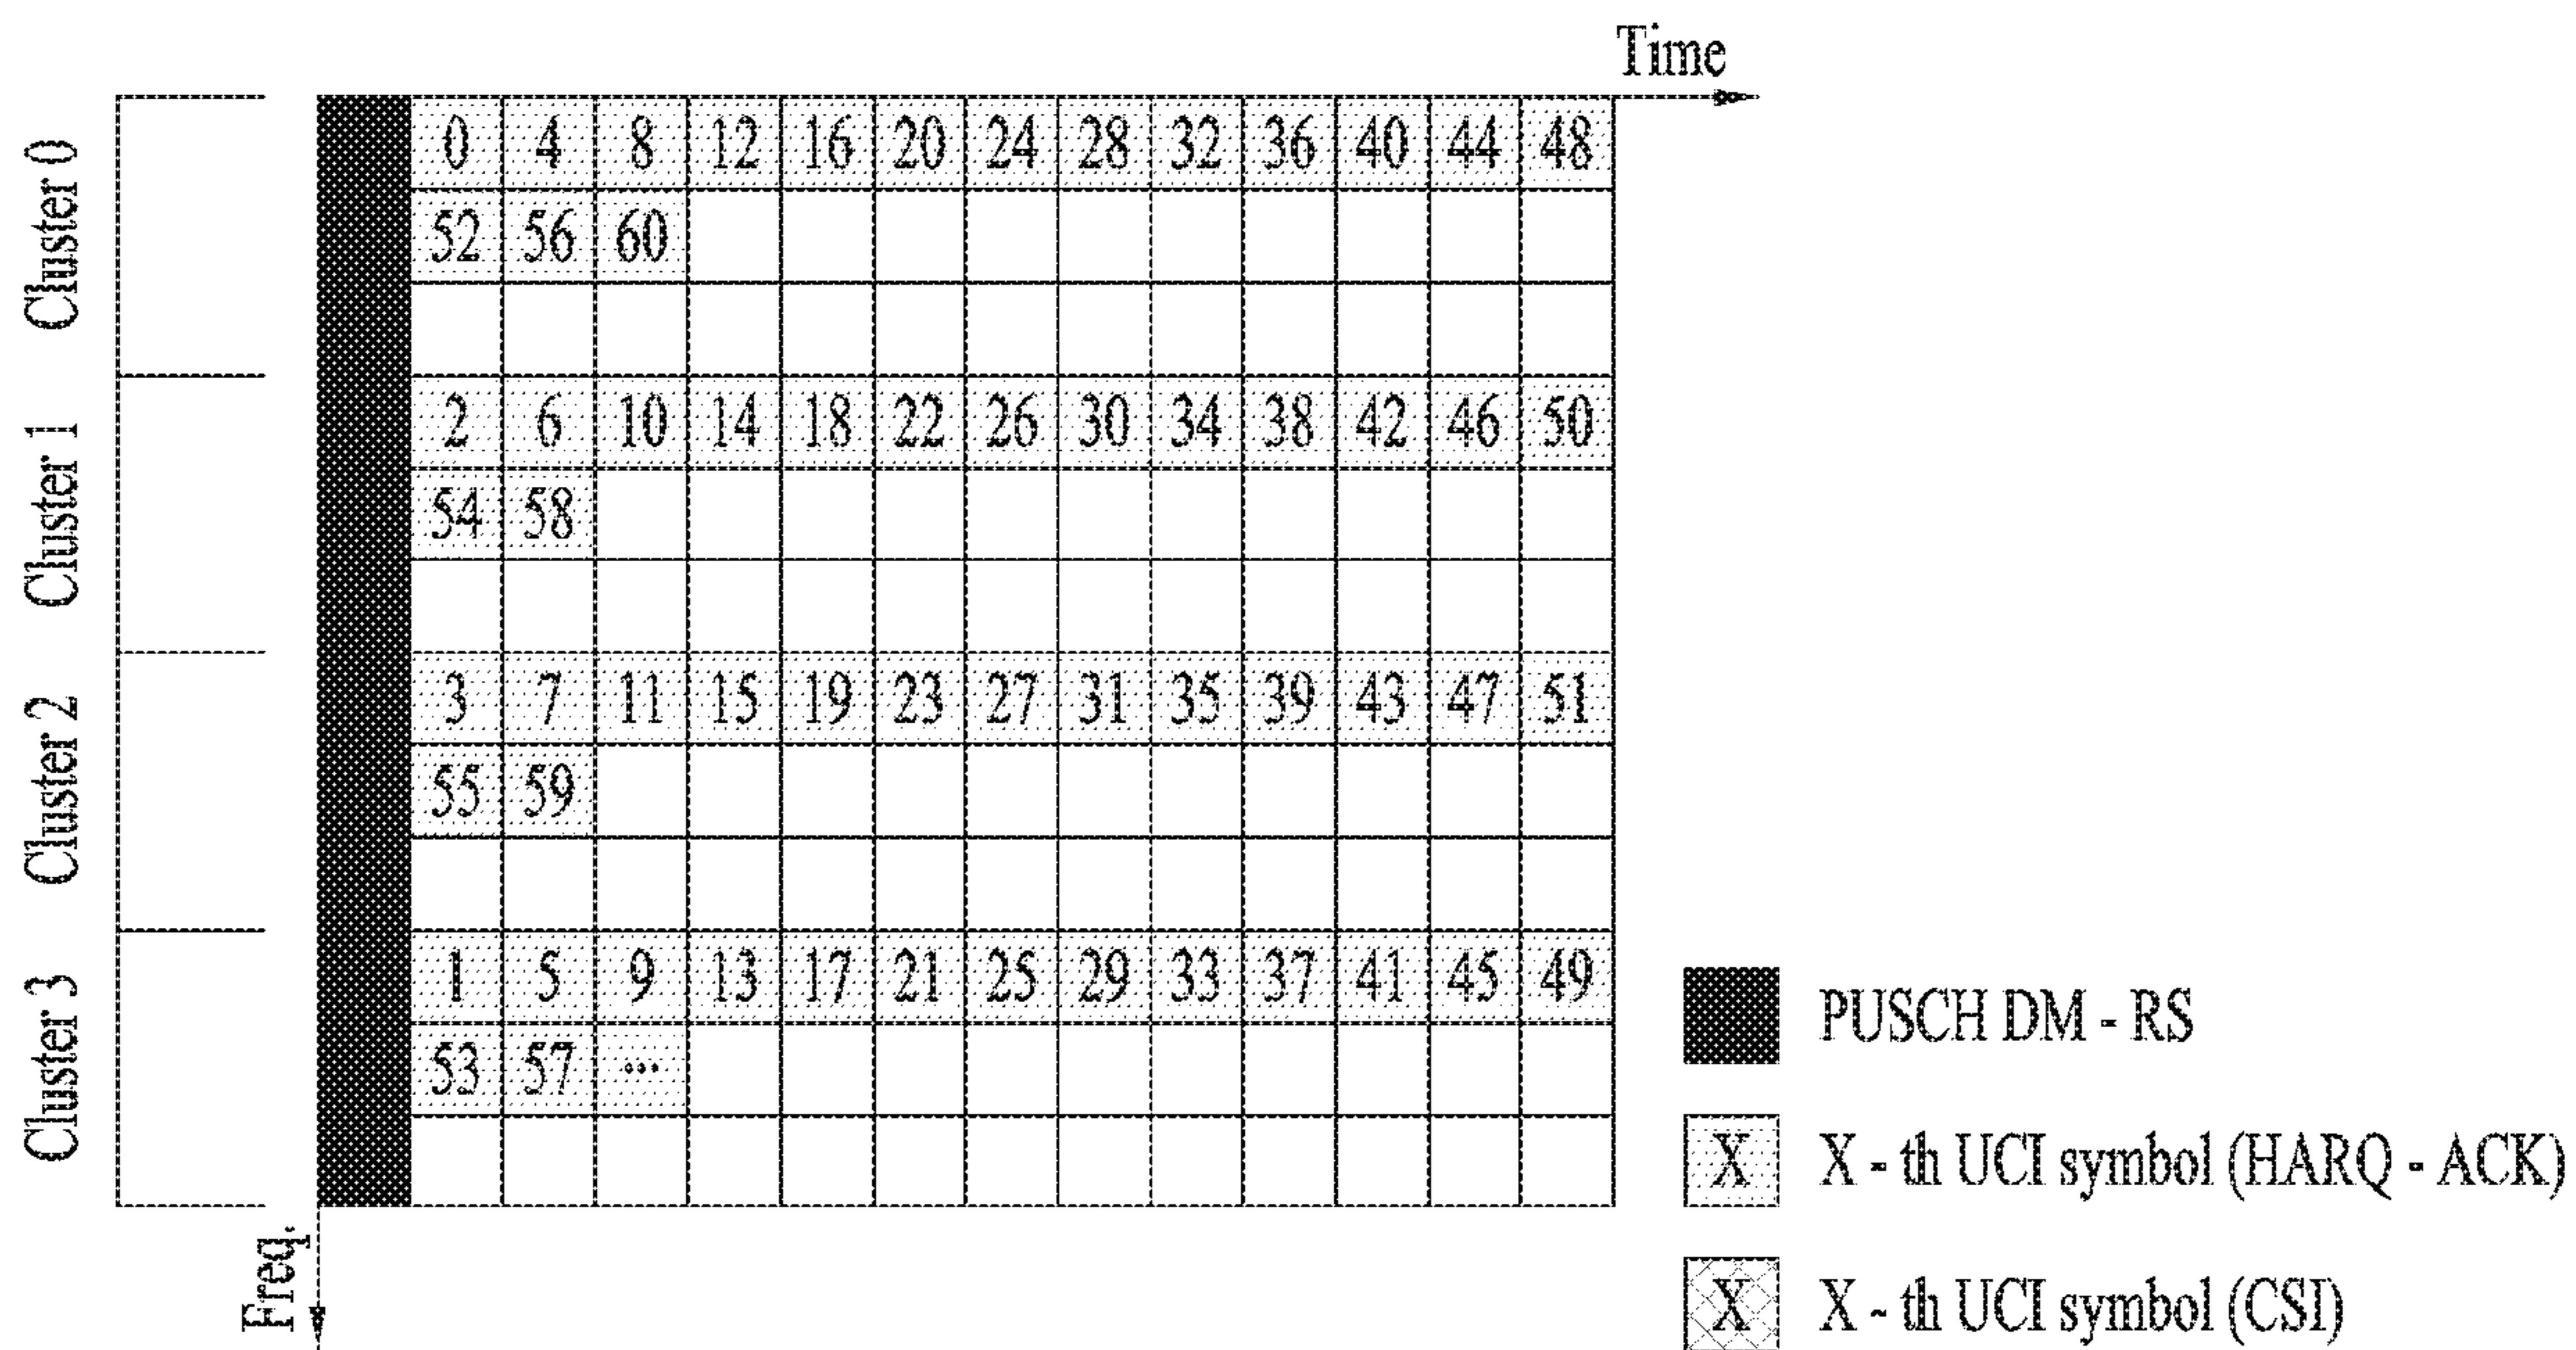 Time
Cluster 0
0 4 8 12 16 20 24 28 32 36 40 44 48
52 56 60
Cluster 1
2 6 10 14 18 22 26 30 34 38 42 46 50
54 58
Cluster 2
3 7 11 15 19 23 27 31 35 39 43 47 51
55 59
Cluster 3
1 5 9 13 17 21 25 29 33 37 41 45 49
53 57 ...
Freq.
PUSCH DM - RS
X X - th UCI symbol (HARQ - ACK)
X X - th UCI symbol (CSI)